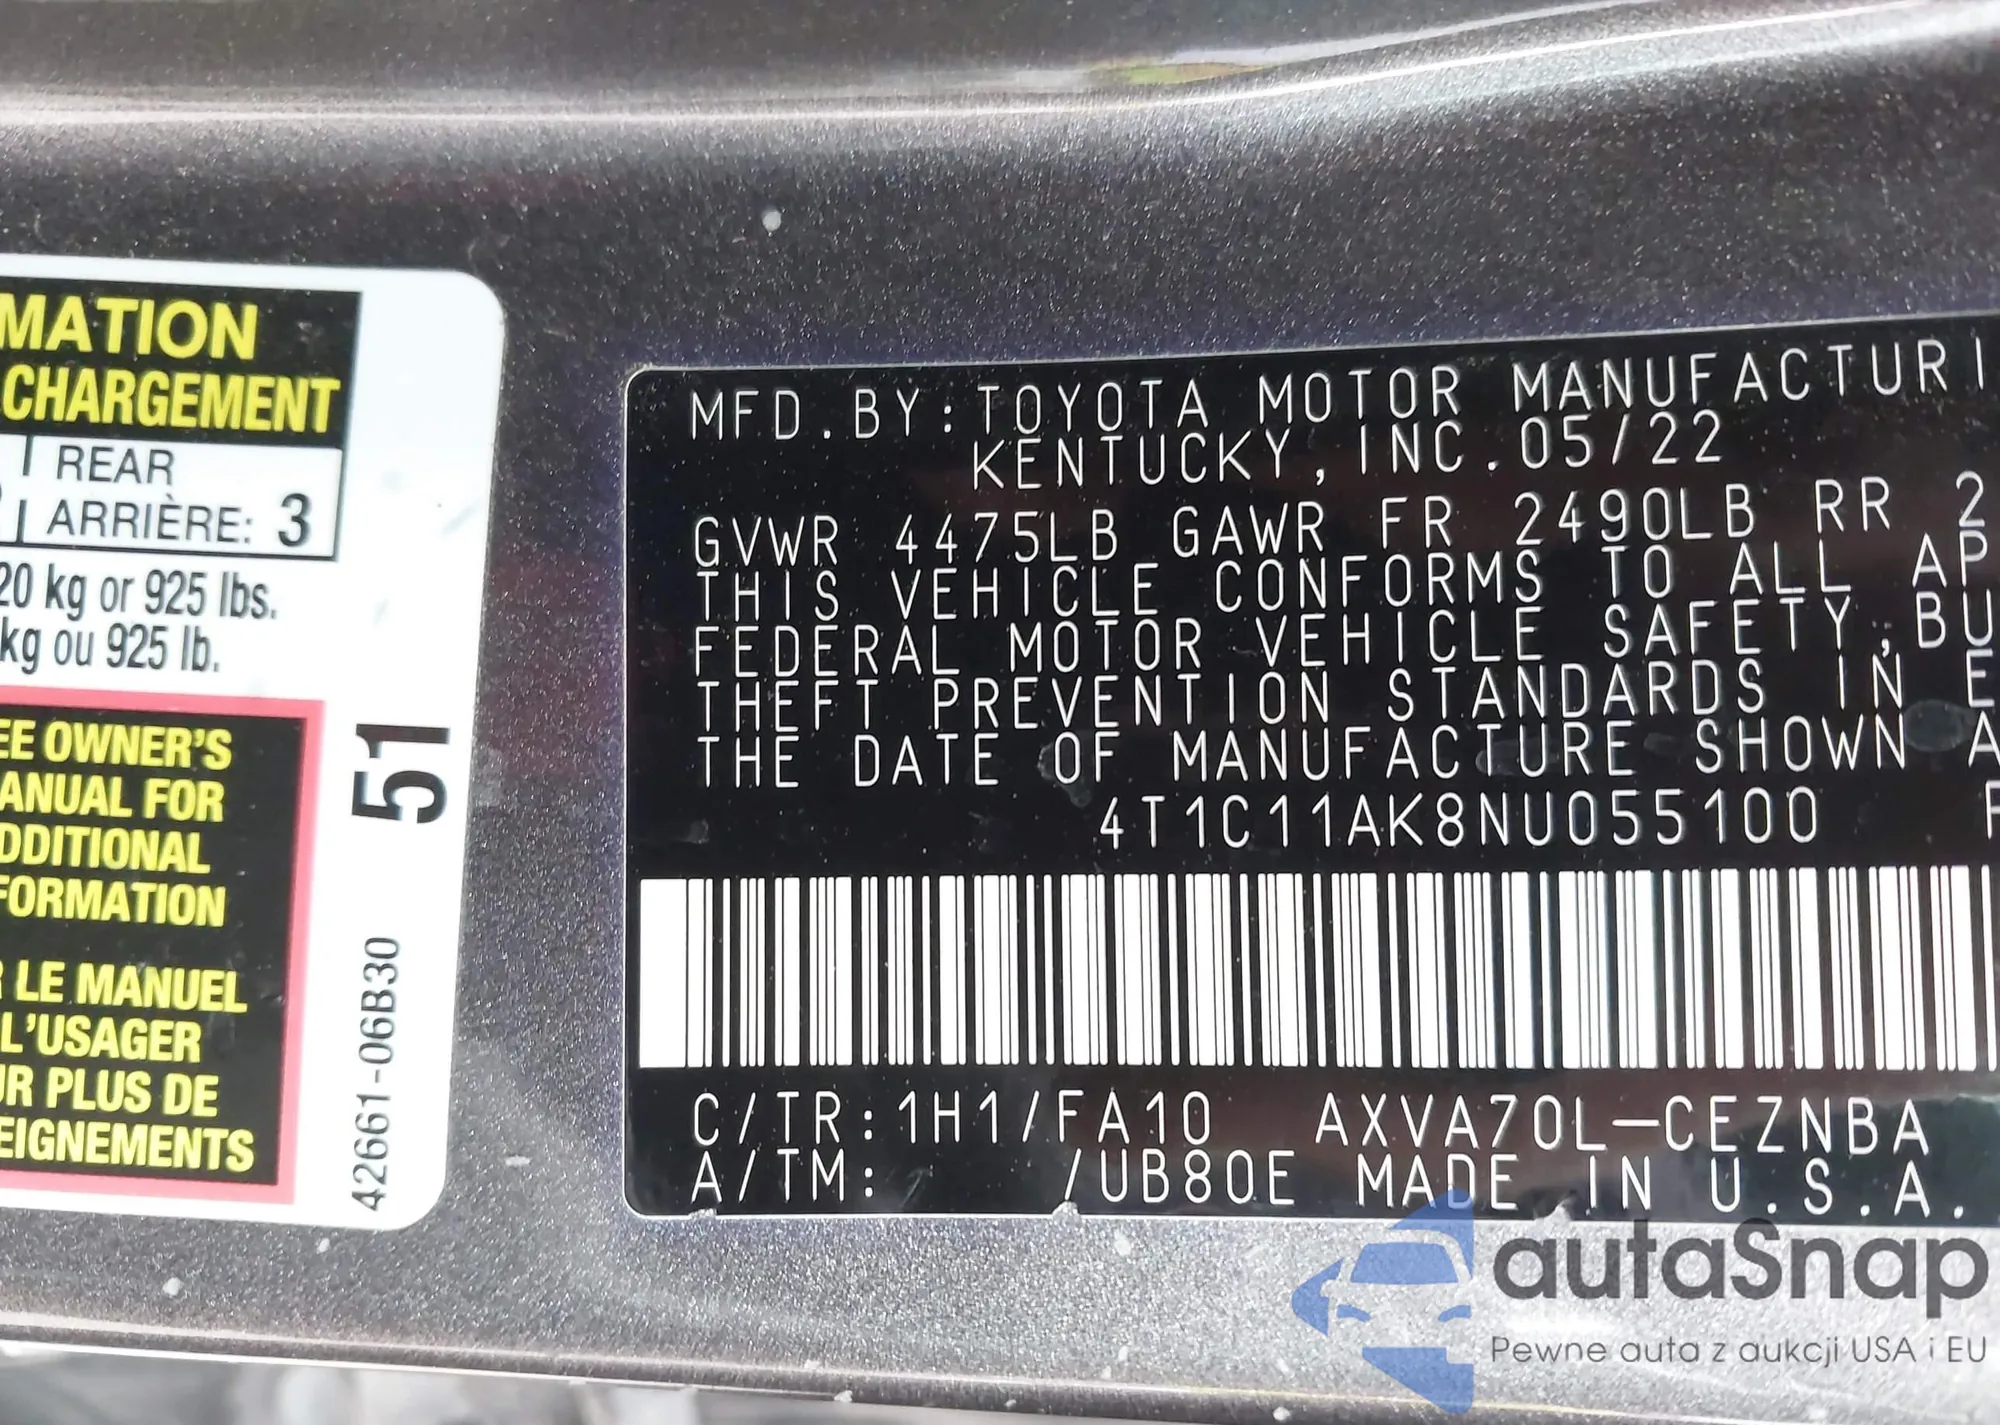 MATION
CHARGEMENT
REAR
ARRIÈRE: 3
20 kg or 925 lbs.
kg ou 925 lb.
EE OWNER'S
ANUAL FOR
DDITIONAL
FORMATION
R LE MANUEL
L'USAGER
UR PLUS DE
EIGNEMENTS
51
42661-06B30
MFD.BY:TOYOTA MOTOR MANUFACTURI
KENTUCKY, INC.05/22
GVWR 4475LB GAWR FR 2490LB RR 2
THIS VEHICLE CONFORMS TO ALL AP
FEDERAL MOTOR VEHICLE SAFETY,BU
THEFT PREVENTION STANDARDS IN E
THE DATE OF MANUFACTURE SHOWN A
4T1C11AK8NU055100
C/TR:1H1/FA10 AXVA70L-CEZNBA
A/TM: /UB80E MADE IN U.S.A.
autaSnap
Pewne auta z aukcji USA i EU